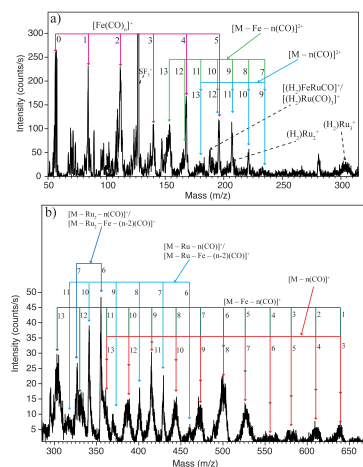 a)
[Fe(CO)ₙ]⁺
[M – Fe – n(CO)]²⁺
0 1 2 3 4 5
13 12 11 10 9 8 7
[M – n(CO)]²⁺
SF₅⁺
13 12 11 10 9
[(H₂)FeRuCO]⁺/
[(H₂)Ru(CO)₃]⁺
(H₂)Ru₂⁺
(H₂)Ru₃⁺
Intensity (counts/s)
300
250
200
150
100
50
0
50 100 150 200 250 300
Mass (m/z)
b)
[M – Ru₂ – n(CO)]⁺/
[M – Ru₂ – Fe – (n-2)(CO)]⁺
[M – Ru – n(CO)]⁺/
[M – Ru – Fe – (n-2)(CO)]⁺
[M – n(CO)]⁺
7 6
11 10 9 8 7 6
[M – Fe – n(CO)]⁺
13 12 11 10 9 8 7 6 5 4 3 2 1
13 12 11 10 9 8 7 6 5 4 3
Intensity (counts/s)
45
40
35
30
25
20
15
10
5
0
300 350 400 450 500 550 600 650
Mass (m/z)